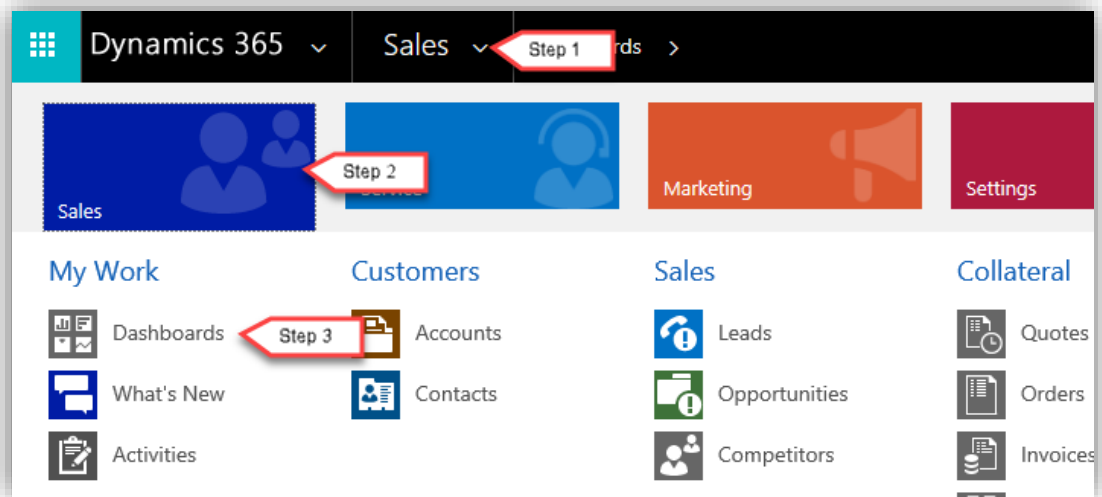 Dynamics 365 Sales Step 1 rds >
Step 2
Sales Marketing Settings
My Work Customers Sales Collateral
Dashboards Step 3 Accounts Leads Quotes
What's New Contacts Opportunities Orders
Activities Competitors Invoices